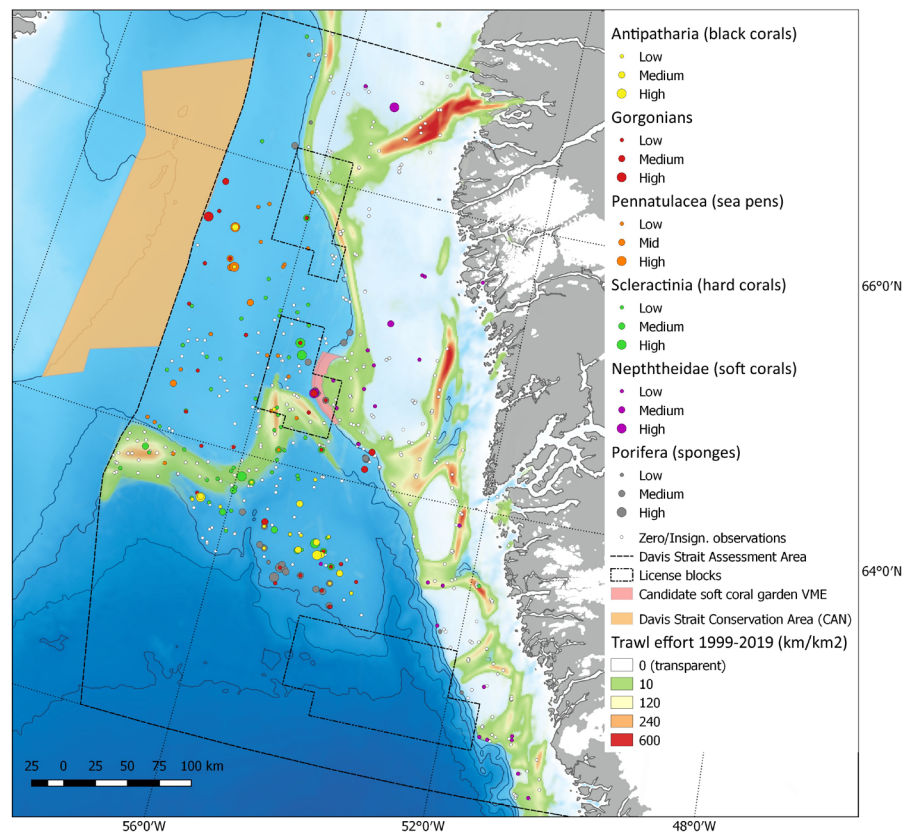 Antipatharia (black corals)
Low
Medium
High
Gorgonians
Low
Medium
High
Pennatulacea (sea pens)
Low
Mid
High
Scleractinia (hard corals)
Low
Medium
High
Nepththeidae (soft corals)
Low
Medium
High
Porifera (sponges)
Low
Medium
High
Zero/Insign. observations
Davis Strait Assessment Area
License blocks
Candidate soft coral garden VME
Davis Strait Conservation Area (CAN)
Trawl effort 1999-2019 (km/km2)
0 (transparent)
10
120
240
600
66°0'N
64°0'N
25 0 25 50 75 100 km
56°0'W 52°0'W 48°0'W